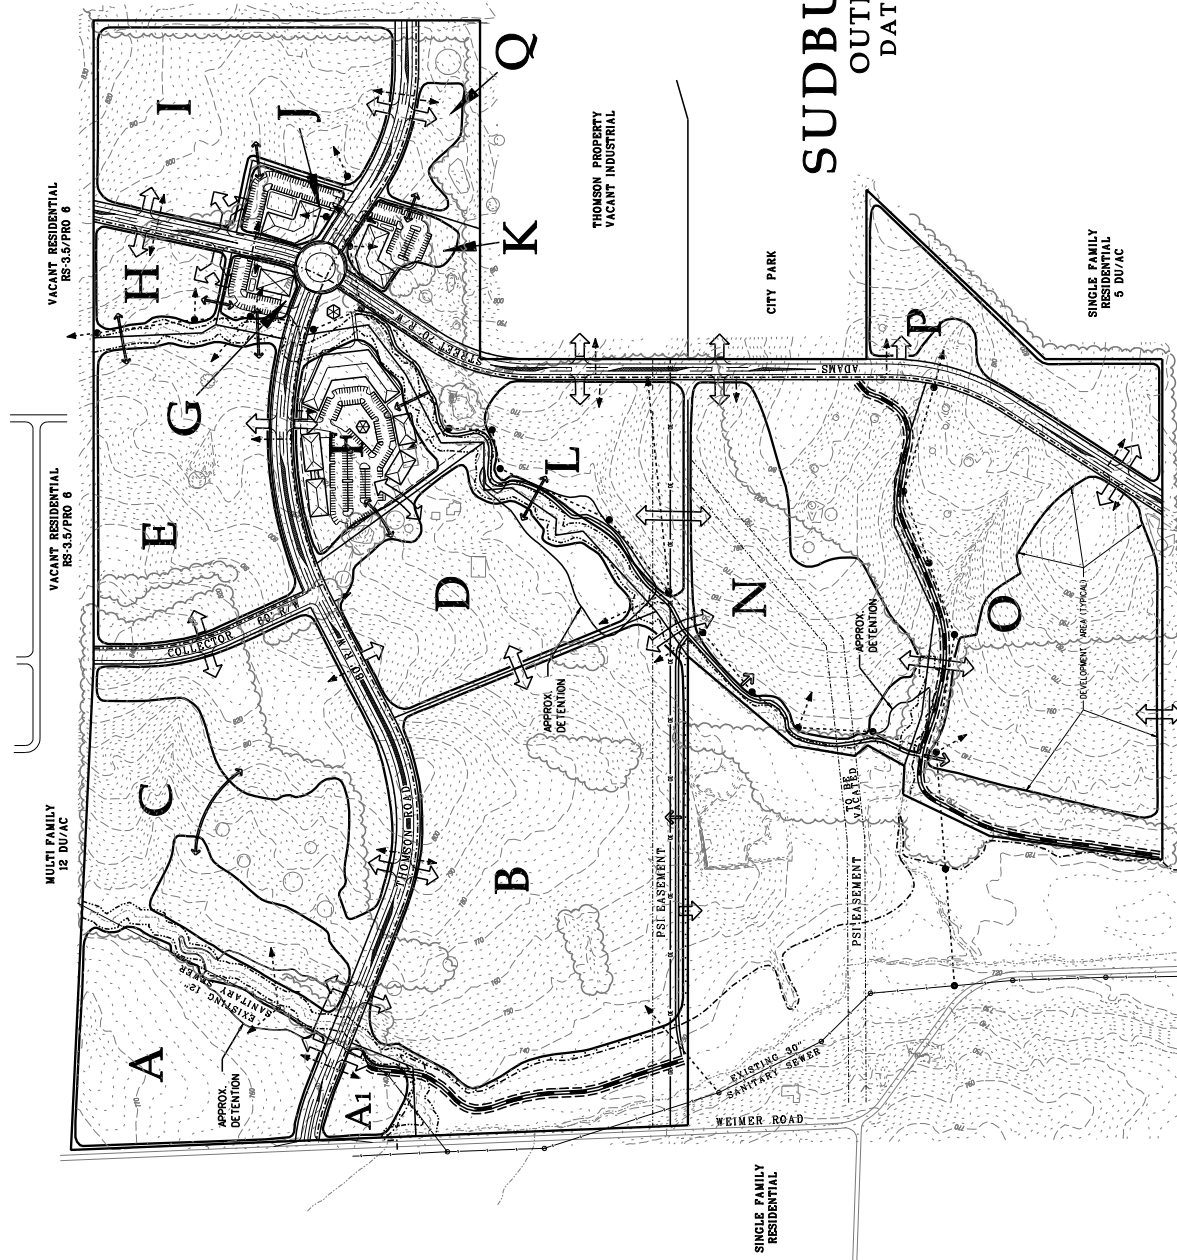 SUDBU
OUTL
DAT
VACANT RESIDENTIAL
RS-3.5/PRO 6
VACANT RESIDENTIAL
RS-3.5/PRO 6
MULTI FAMILY
12 DU/AC
THOMSON PROPERTY
VACANT INDUSTRIAL
CITY PARK
SINGLE FAMILY
RESIDENTIAL
5 DU/AC
SINGLE FAMILY
RESIDENTIAL
I
J
Q
H
K
G
E
F
L
D
P
C
N
O
B
A
A1
STREET 70' R/W
ADAMS
COLLECTOR 60' R/W
80' R/W
THOMSON ROAD
WEIMER ROAD
APPROX.
DETENTION
APPROX.
DETENTION
APPROX.
DETENTION
DEVELOPMENT AREA (TYPICAL)
PSI EASEMENT
PSI EASEMENT
TO BE
VACATED
EXISTING 12"
SANITARY SEWER
EXISTING 30"
SANITARY SEWER